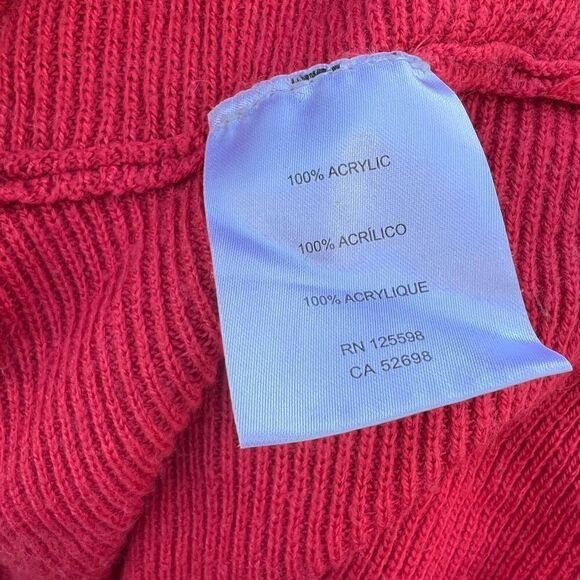 100% ACRYLIC
100% ACRÍLICO
100% ACRYLIQUE
RN 125598
CA 52698